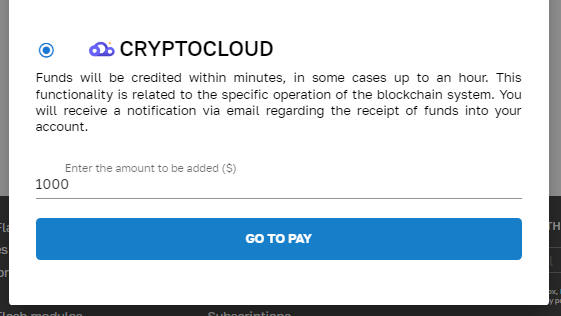 CRYPTOCLOUD
Funds will be credited within minutes, in some cases up to an hour. This
functionality is related to the specific operation of the blockchain system. You
will receive a notification via email regarding the receipt of funds into your
account.
Enter the amount to be added ($)
1000
GO TO PAY